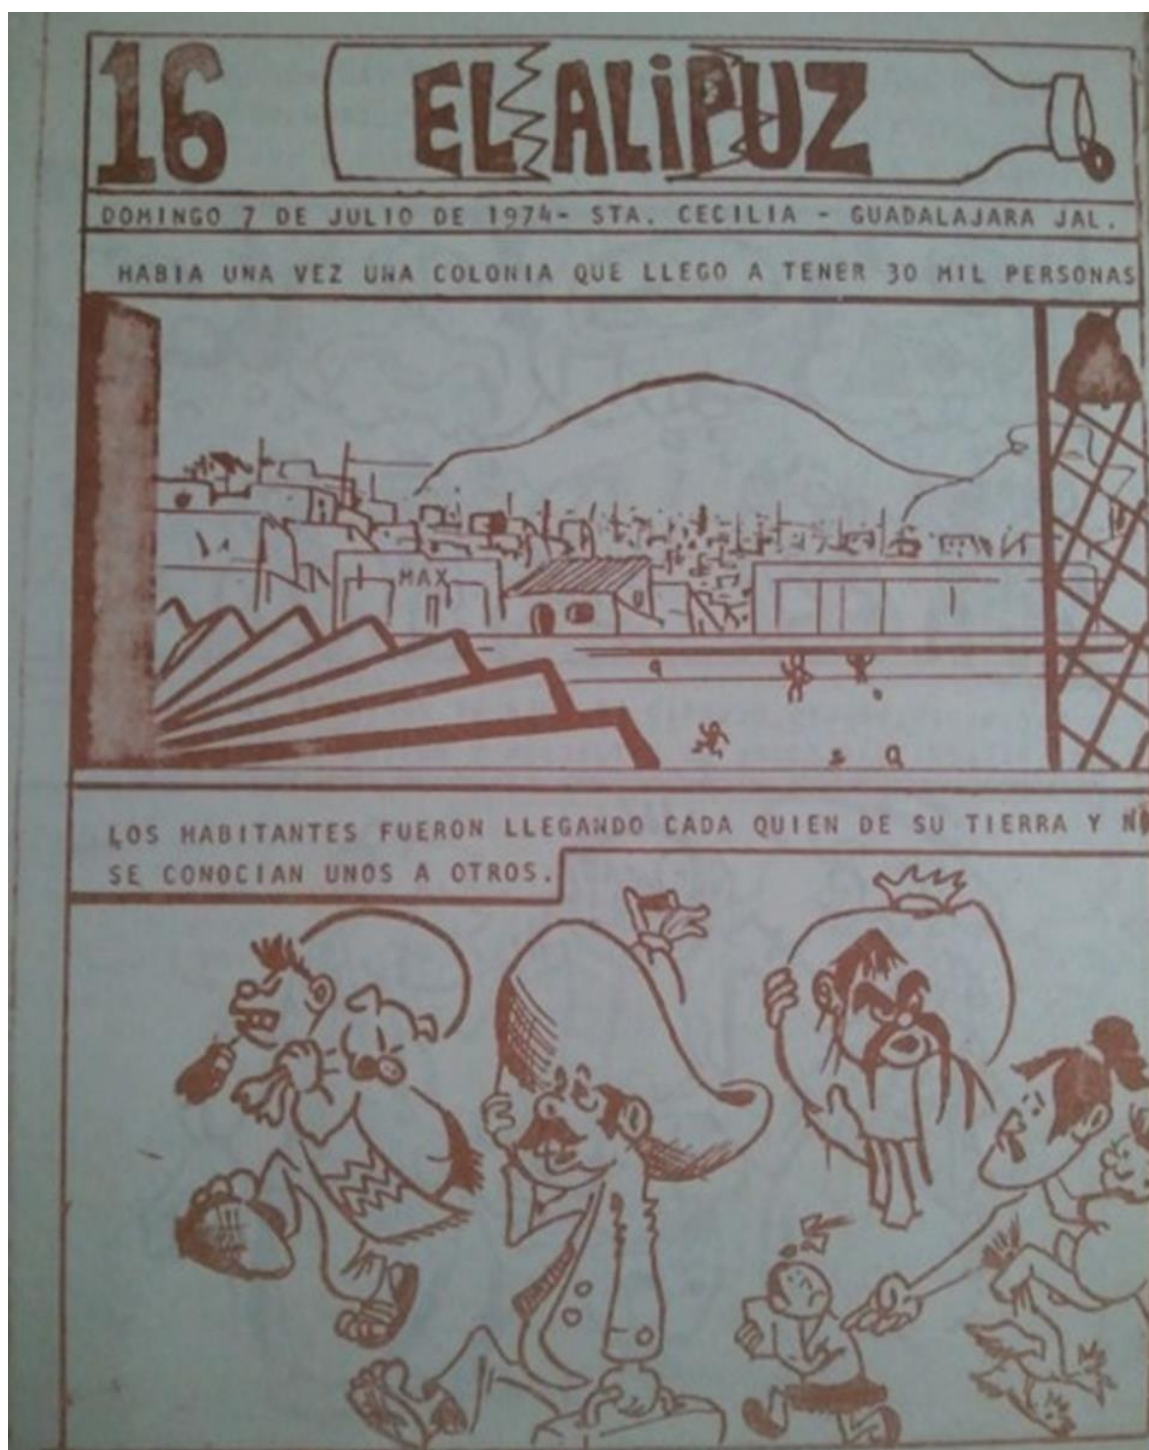 16 EL ALiPUZ
DOMINGO 7 DE JULIO DE 1974- STA. CECILIA - GUADALAJARA JAL.
HABIA UNA VEZ UNA COLONIA QUE LLEGO A TENER 30 MIL PERSONAS
MAX
LOS HABITANTES FUERON LLEGANDO CADA QUIEN DE SU TIERRA Y NO
SE CONOCIAN UNOS A OTROS.